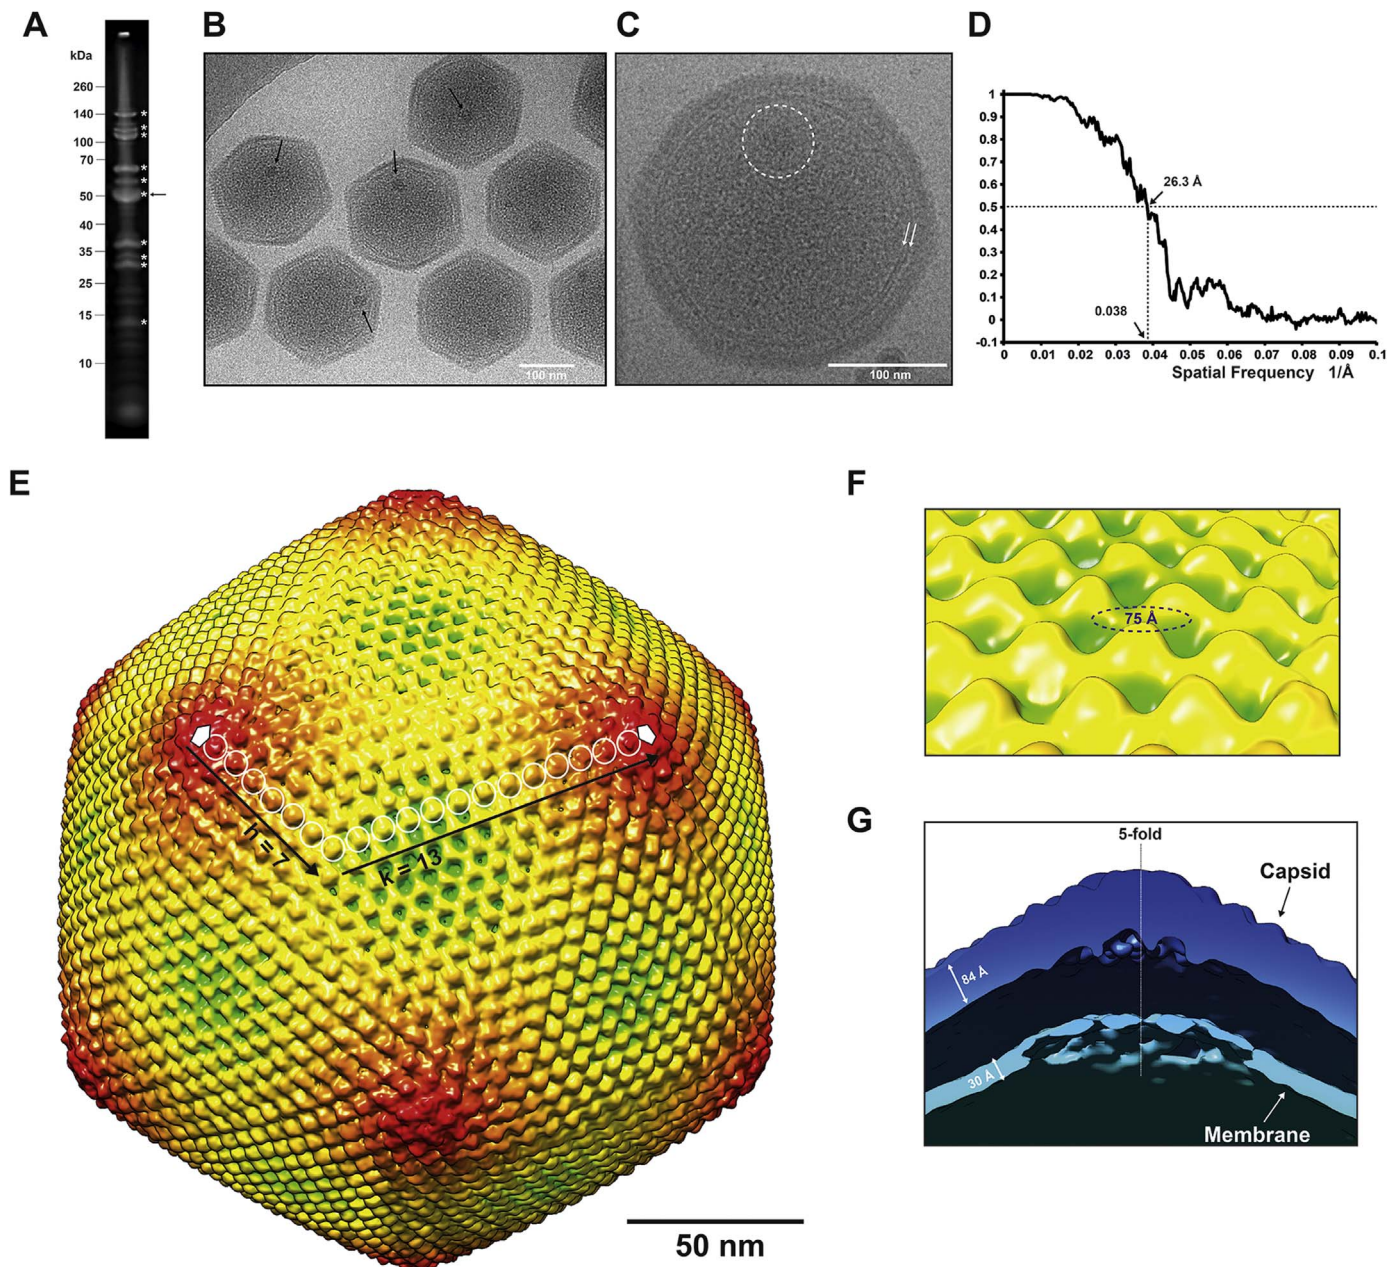 A
kDa
260
140
100
70
50
40
35
25
15
10
*
*
*
*
*
*
*
*
*
*
B
100 nm
C
100 nm
D
1
0.9
0.8
0.7
0.6
0.5
0.4
0.3
0.2
0.1
0
-0.1
26.3 Å
0.038
0 0.01 0.02 0.03 0.04 0.05 0.06 0.07 0.08 0.09 0.1
Spatial Frequency 1/Å
E
h = 7
k = 13
50 nm
F
75 Å
G
5-fold
Capsid
84 Å
30 Å
Membrane